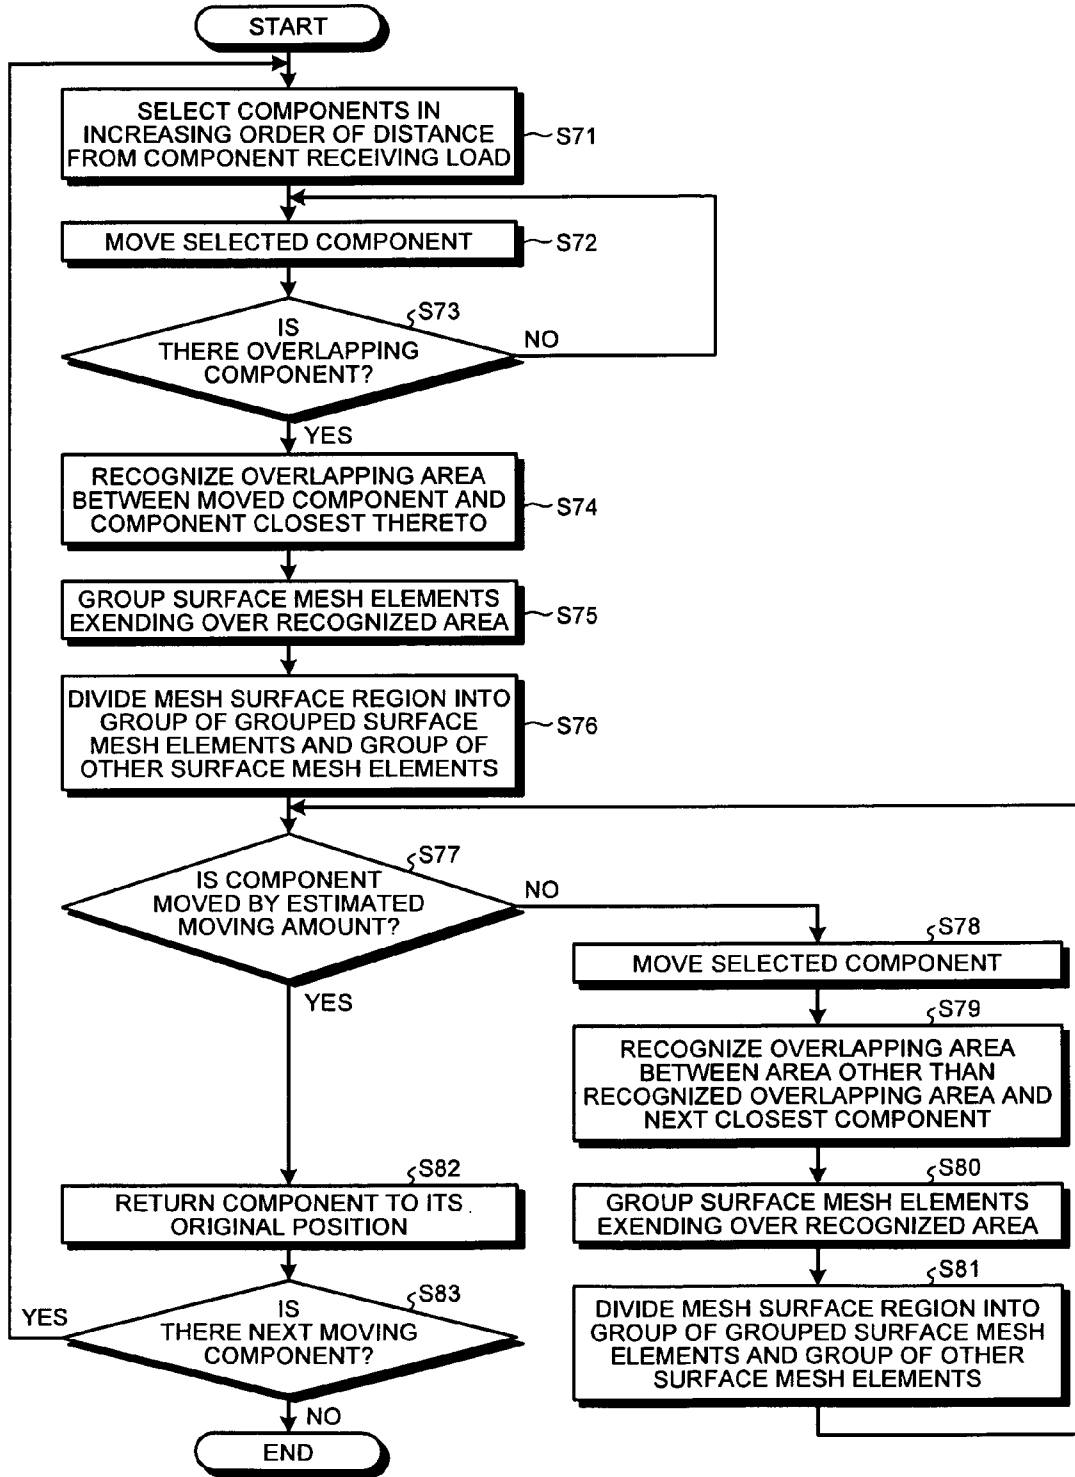 START
SELECT COMPONENTS IN
INCREASING ORDER OF DISTANCE
FROM COMPONENT RECEIVING LOAD
S71
MOVE SELECTED COMPONENT
S72
S73
IS
THERE OVERLAPPING
COMPONENT?
NO
YES
RECOGNIZE OVERLAPPING AREA
BETWEEN MOVED COMPONENT AND
COMPONENT CLOSEST THERETO
S74
GROUP SURFACE MESH ELEMENTS
EXENDING OVER RECOGNIZED AREA
S75
DIVIDE MESH SURFACE REGION INTO
GROUP OF GROUPED SURFACE
MESH ELEMENTS AND GROUP OF
OTHER SURFACE MESH ELEMENTS
S76
S77
IS COMPONENT
MOVED BY ESTIMATED
MOVING AMOUNT?
NO
YES
S78
MOVE SELECTED COMPONENT
S79
RECOGNIZE OVERLAPPING AREA
BETWEEN AREA OTHER THAN
RECOGNIZED OVERLAPPING AREA AND
NEXT CLOSEST COMPONENT
S80
GROUP SURFACE MESH ELEMENTS
EXENDING OVER RECOGNIZED AREA
S81
DIVIDE MESH SURFACE REGION INTO
GROUP OF GROUPED SURFACE MESH
ELEMENTS AND GROUP OF OTHER
SURFACE MESH ELEMENTS
S82
RETURN COMPONENT TO ITS
ORIGINAL POSITION
S83
IS
THERE NEXT MOVING
COMPONENT?
YES
NO
END